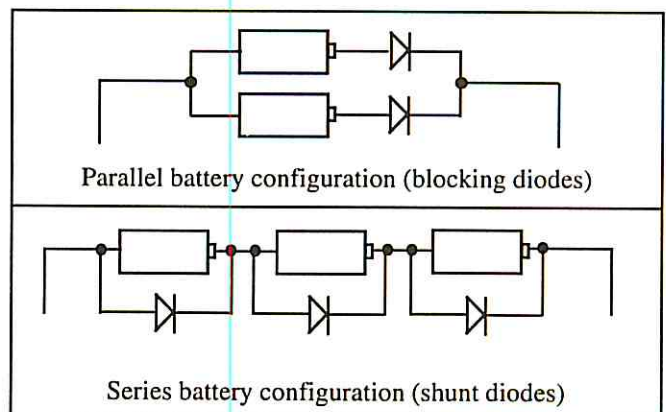 Parallel battery configuration (blocking diodes)
Series battery configuration (shunt diodes)